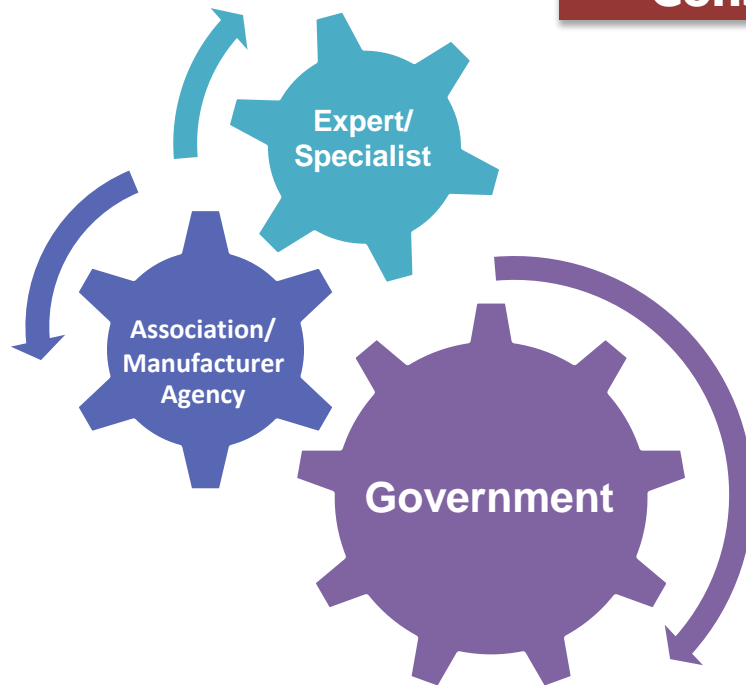 Expert/
Specialist
Association/
Manufacturer
Agency
Government